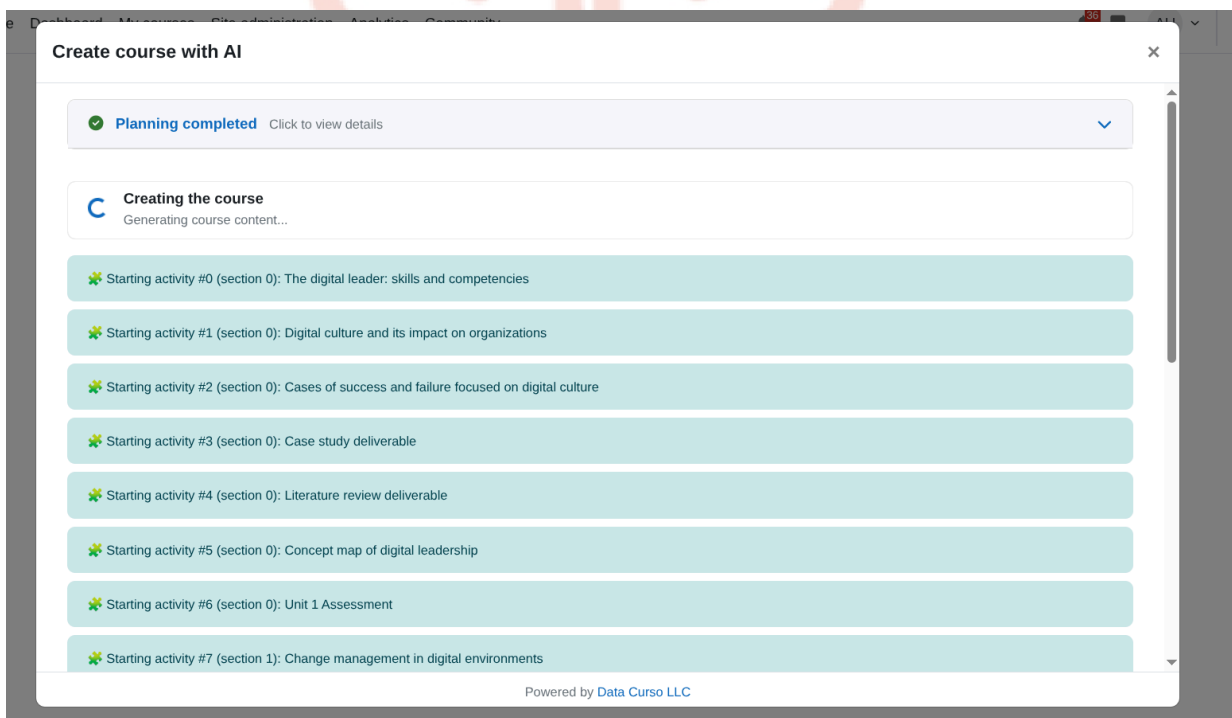 36
Create course with AI
×
Planning completed Click to view details
Creating the course
Generating course content...
Starting activity #0 (section 0): The digital leader: skills and competencies
Starting activity #1 (section 0): Digital culture and its impact on organizations
Starting activity #2 (section 0): Cases of success and failure focused on digital culture
Starting activity #3 (section 0): Case study deliverable
Starting activity #4 (section 0): Literature review deliverable
Starting activity #5 (section 0): Concept map of digital leadership
Starting activity #6 (section 0): Unit 1 Assessment
Starting activity #7 (section 1): Change management in digital environments
Powered by Data Curso LLC